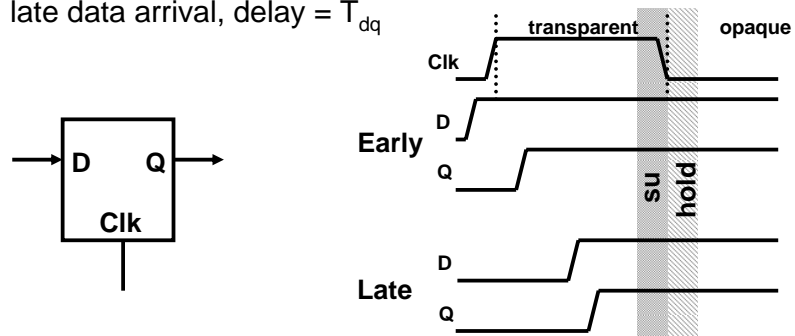 late data arrival, delay = T_dq
transparent opaque
Clk
D
Early
Q
su
hold
D Q
Clk
D
Late
Q